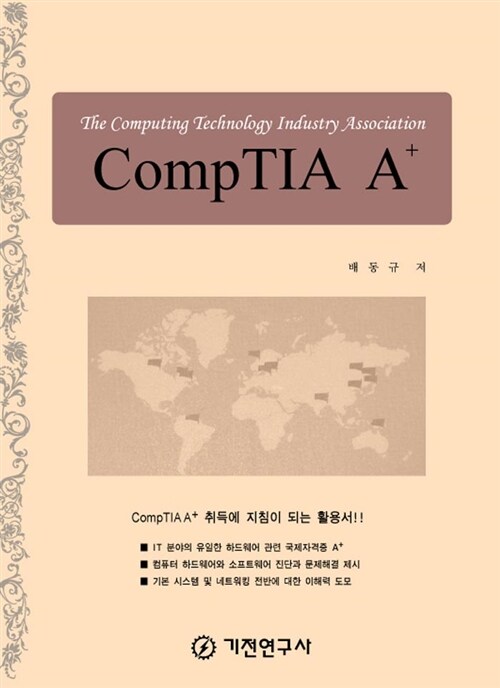 The Computing Technology Industry Association
CompTIA A+
배 동 규 저
CompTIA A+ 취득에 지침이 되는 활용서!!
■ IT 분야의 유일한 하드웨어 관련 국제자격증 A+
■ 컴퓨터 하드웨어와 소프트웨어 진단과 문제해결 제시
■ 기본 시스템 및 네트워킹 전반에 대한 이해력 도모
기전연구사